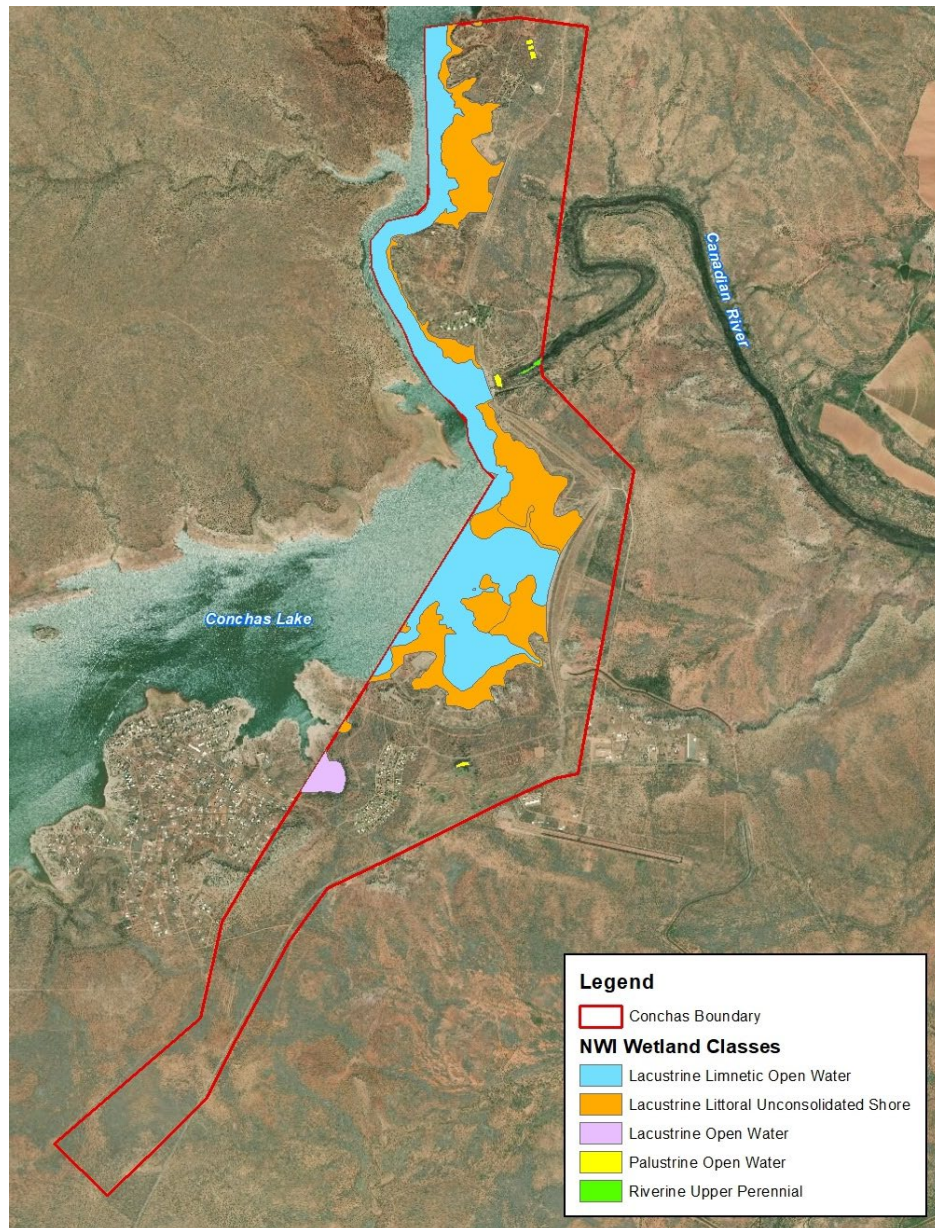 Canadian River
Conchas Lake
Legend
Conchas Boundary
NWI Wetland Classes
Lacustrine Limnetic Open Water
Lacustrine Littoral Unconsolidated Shore
Lacustrine Open Water
Palustrine Open Water
Riverine Upper Perennial